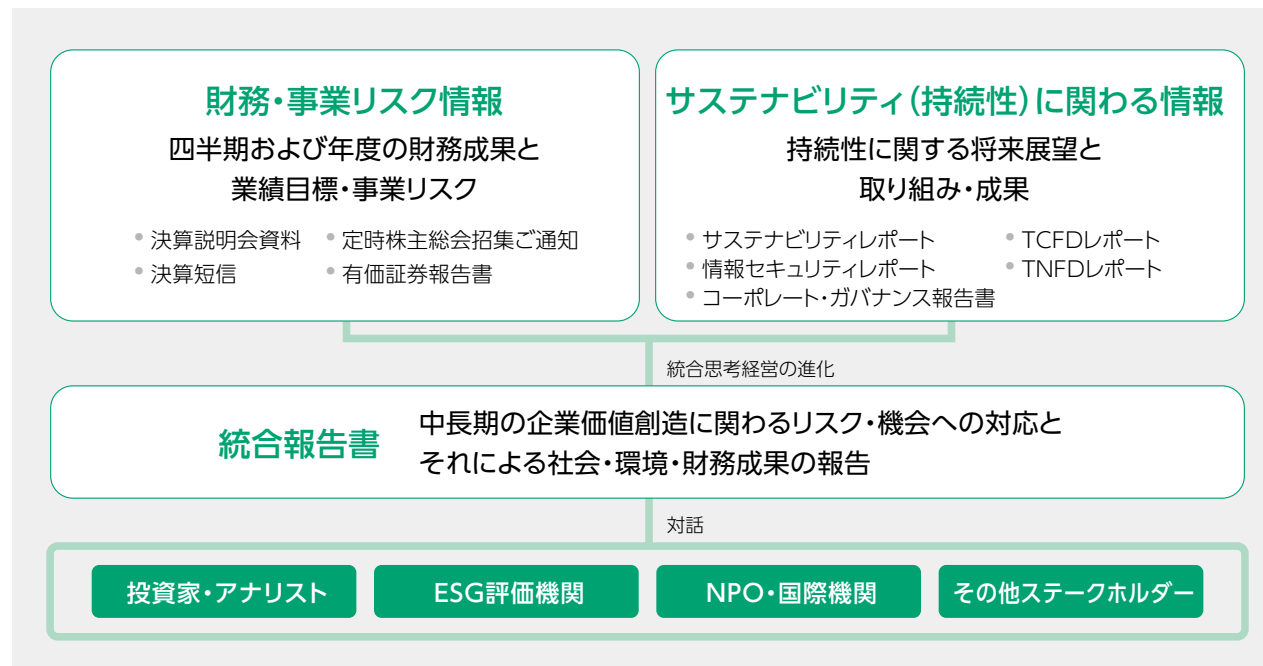 財務・事業リスク情報
四半期および年度の財務成果と
業績目標・事業リスク
• 決算説明会資料 • 定時株主総会招集ご通知
• 決算短信 • 有価証券報告書
サステナビリティ(持続性)に関わる情報
持続性に関する将来展望と
取り組み・成果
• サステナビリティレポート • TCFDレポート
• 情報セキュリティレポート • TNFDレポート
• コーポレート・ガバナンス報告書
統合思考経営の進化
統合報告書
中長期の企業価値創造に関わるリスク・機会への対応と
それによる社会・環境・財務成果の報告
対話
投資家・アナリスト
ESG評価機関
NPO・国際機関
その他ステークホルダー